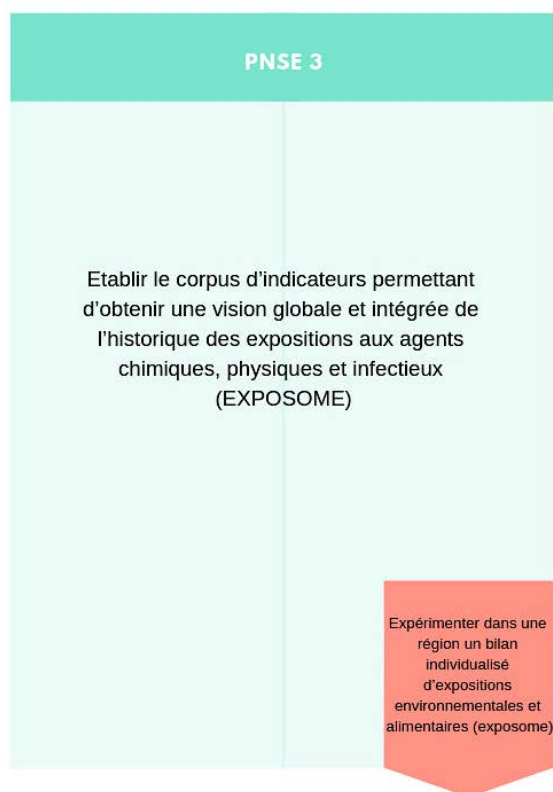 PNSE 3
Etablir le corpus d'indicateurs permettant
d'obtenir une vision globale et intégrée de
l'historique des expositions aux agents
chimiques, physiques et infectieux
(EXPOSOME)
Expérimenter dans une
région un bilan
individualisé
d'expositions
environnementales et
alimentaires (exposome)